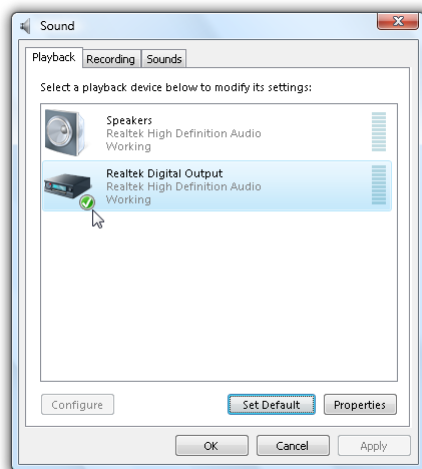 Sound
Playback Recording Sounds
Select a playback device below to modify its settings:
Speakers
Realtek High Definition Audio
Working
Realtek Digital Output
Realtek High Definition Audio
Working
Configure Set Default Properties
OK Cancel Apply